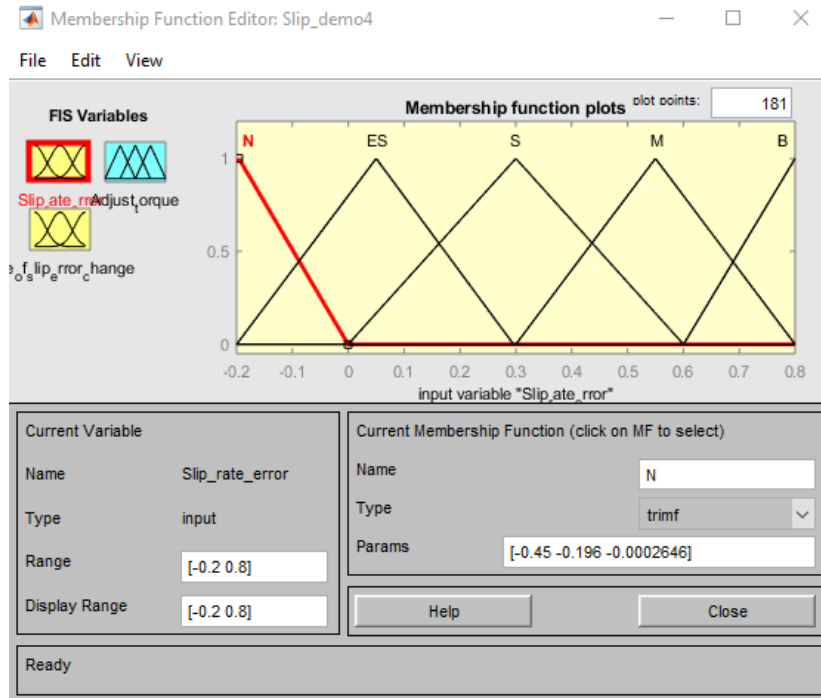 Membership Function Editor: Slip_demo4
File Edit View
FIS Variables
Membership function plots
plot points:
181
Slip_rate_error
Adjust_torque
e_of_slip_error_change
N ES S M B
1
0.5
0
-0.2 -0.1 0 0.1 0.2 0.3 0.4 0.5 0.6 0.7 0.8
input variable "Slip_rate_error"
Current Variable
Name Slip_rate_error
Type input
Range [-0.2 0.8]
Display Range [-0.2 0.8]
Current Membership Function (click on MF to select)
Name N
Type trimf
Params [-0.45 -0.196 -0.0002646]
Help Close
Ready